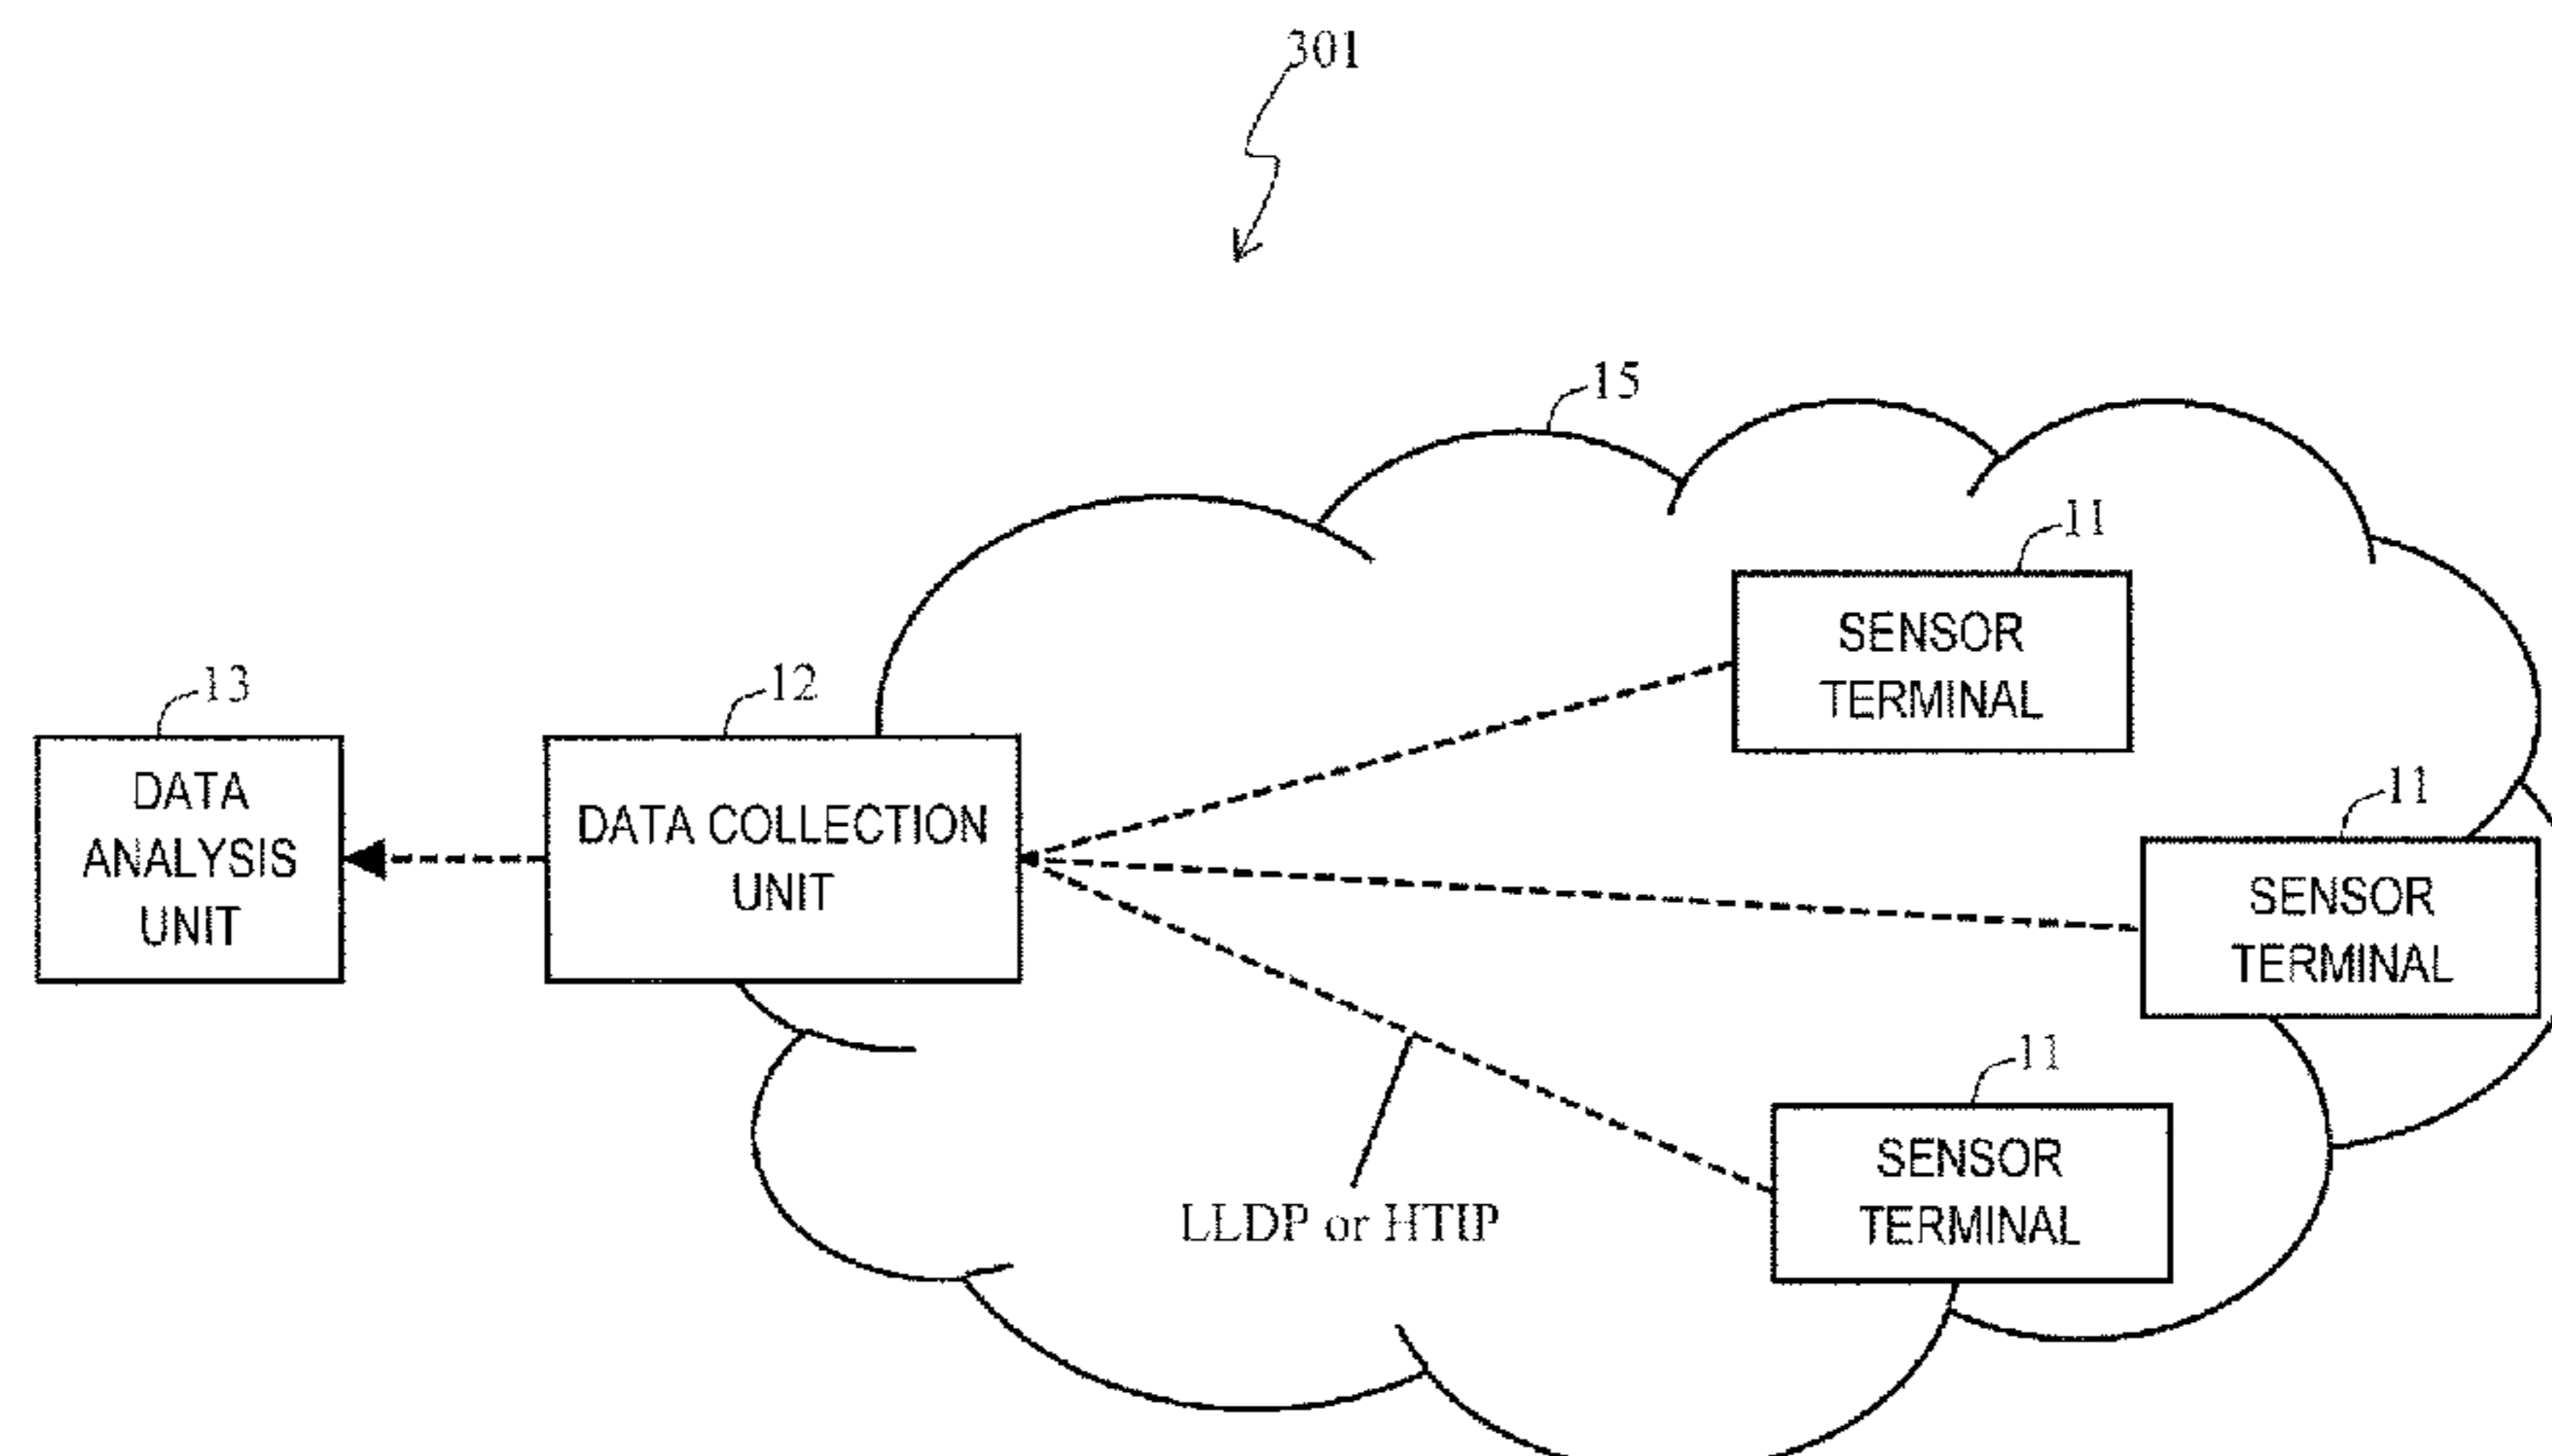 301
15
11
SENSOR
TERMINAL
13
12
DATA
ANALYSIS
UNIT
DATA COLLECTION
UNIT
11
SENSOR
TERMINAL
11
SENSOR
TERMINAL
LLDP or HTIP